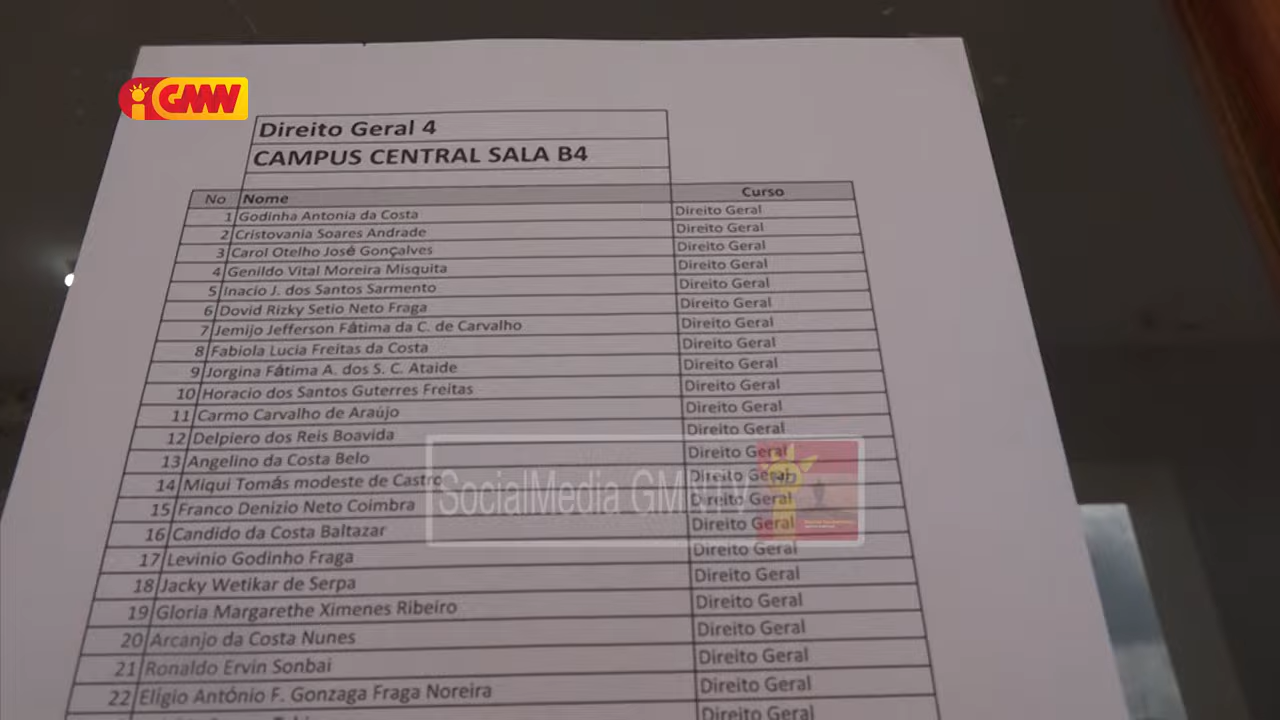 GMN
Direito Geral 4
CAMPUS CENTRAL SALA B4
No Nome Curso
1 Godinha Antonia da Costa Direito Geral
2 Cristovania Soares Andrade Direito Geral
3 Carol Otelho José Gonçalves Direito Geral
4 Genildo Vital Moreira Misquita Direito Geral
5 Inacio J. dos Santos Sarmento Direito Geral
6 Dovid Rizky Setio Neto Fraga Direito Geral
7 Jemijo Jefferson Fátima da C. de Carvalho Direito Geral
8 Fabiola Lucia Freitas da Costa Direito Geral
9 Jorgina Fátima A. dos S. C. Ataide Direito Geral
10 Horacio dos Santos Guterres Freitas Direito Geral
11 Carmo Carvalho de Araújo Direito Geral
12 Delpiero dos Reis Boavida Direito Geral
13 Angelino da Costa Belo Direito Geral
14 Miqui Tomás modeste de Castro Direito Geral
15 Franco Denizio Neto Coimbra Direito Geral
16 Candido da Costa Baltazar Direito Geral
17 Levinio Godinho Fraga Direito Geral
18 Jacky Wetikar de Serpa Direito Geral
19 Gloria Margarethe Ximenes Ribeiro Direito Geral
20 Arcanjo da Costa Nunes Direito Geral
21 Ronaldo Ervin Sonbai Direito Geral
22 Elígio António F. Gonzaga Fraga Noreira Direito Geral
Direito Geral
SocialMedia GMNTV